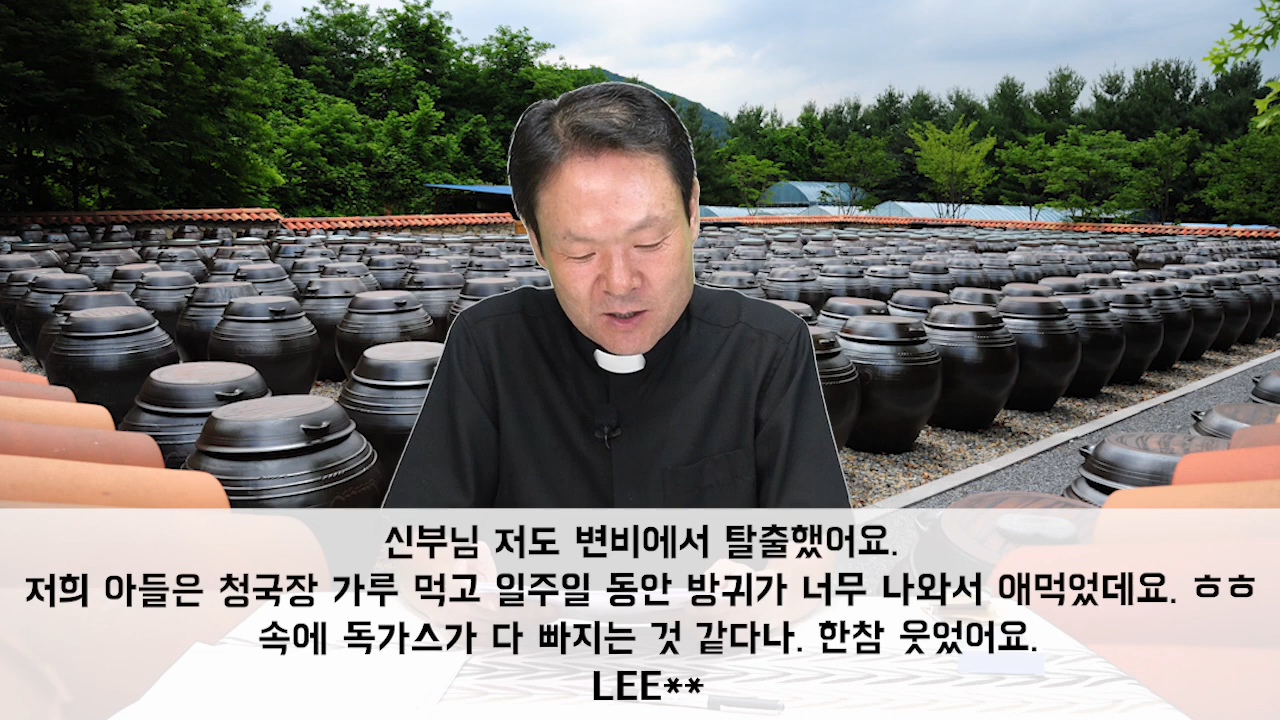 신부님 저도 변비에서 탈출했어요.
저희 아들은 청국장 가루 먹고 일주일 동안 방귀가 너무 나와서 애먹었데요. ㅎㅎ
속에 독가스가 다 빠지는 것 같다나. 한참 웃었어요.
LEE**